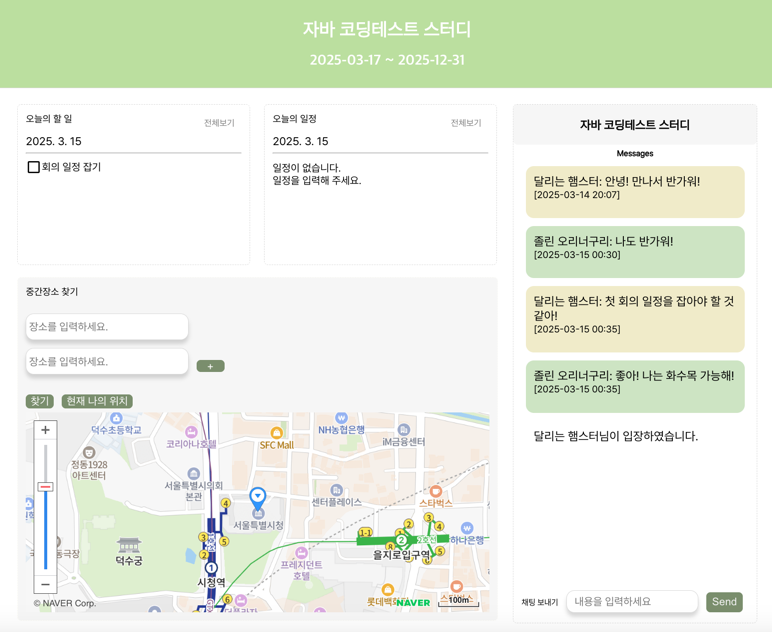 자바 코딩테스트 스터디
2025-03-17 ~ 2025-12-31
오늘의 할 일
전체보기
2025. 3. 15
회의 일정 잡기
오늘의 일정
전체보기
2025. 3. 15
일정이 없습니다.
일정을 입력해 주세요.
중간장소 찾기
장소를 입력하세요.
장소를 입력하세요.
+
찾기
현재 나의 위치
덕수초등학교
코리아나호텔
SFC Mall
NH농협은행
iM금융센터
정동1928
아트센터
서울특별시의회
본관
센터플레이스
스타벅스
서울특별시청
하나은행
덕수궁
프레지던트
호텔
을지로입구역
시청역
1
2
1-1
3
4
5
6
+
−
© NAVER Corp.
NAVER
100m
자바 코딩테스트 스터디
Messages
달리는 햄스터: 안녕! 만나서 반가워!
[2025-03-14 20:07]
졸린 오리너구리: 나도 반가워!
[2025-03-15 00:30]
달리는 햄스터: 첫 회의 일정을 잡아야 할 것
같아!
[2025-03-15 00:35]
졸린 오리너구리: 좋아! 나는 화수목 가능해!
[2025-03-15 00:35]
달리는 햄스터님이 입장하였습니다.
채팅 보내기
내용을 입력하세요
Send